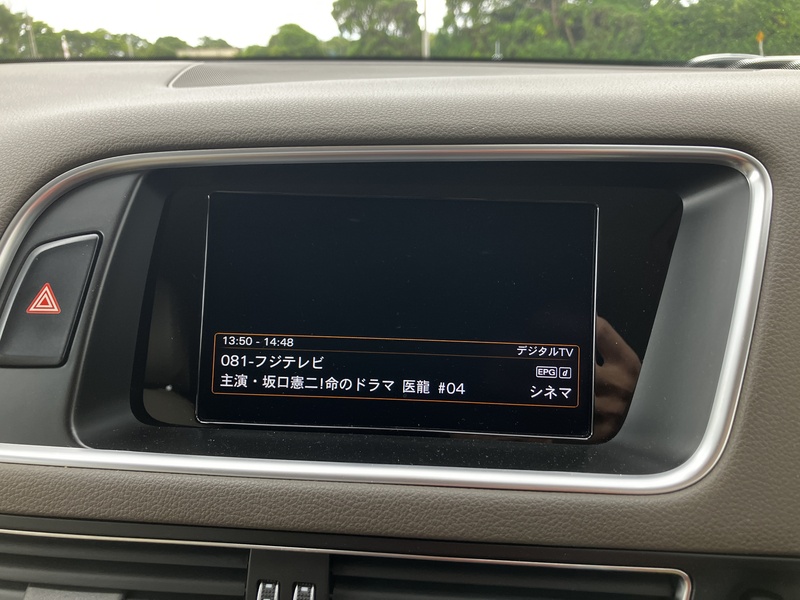 13:50 - 14:48
デジタルTV
081-フジテレビ
EPG d
主演・坂口憲二!命のドラマ 医龍 #04
シネマ